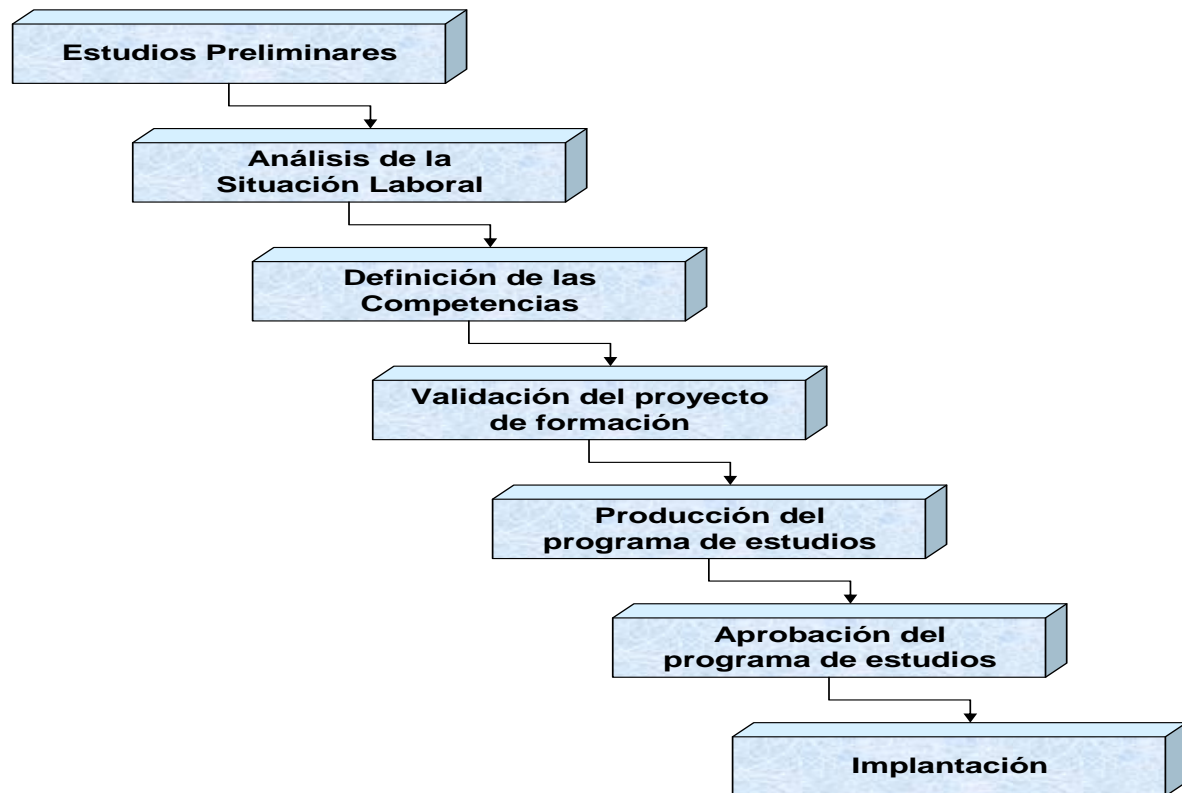 Estudios Preliminares
Análisis de la
Situación Laboral
Definición de las
Competencias
Validación del proyecto
de formación
Producción del
programa de estudios
Aprobación del
programa de estudios
Implantación